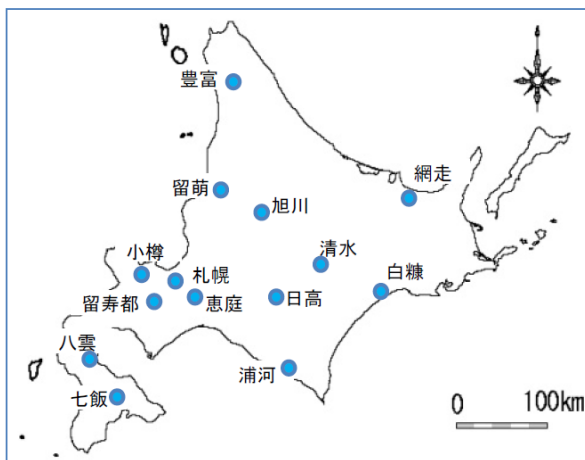 豊富
網走
留萌
旭川
小樽
清水
札幌
白糠
留寿都
恵庭
日高
八雲
浦河
七飯
0
100km